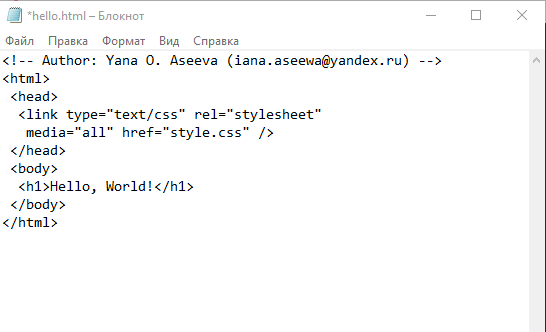 *hello.html – Блокнот
Файл Правка Формат Вид Справка
<!-- Author: Yana O. Aseeva (iana.aseewa@yandex.ru) -->
<html>
 <head>
  <link type="text/css" rel="stylesheet"
   media="all" href="style.css" />
 </head>
 <body>
  <h1>Hello, World!</h1>
 </body>
</html>